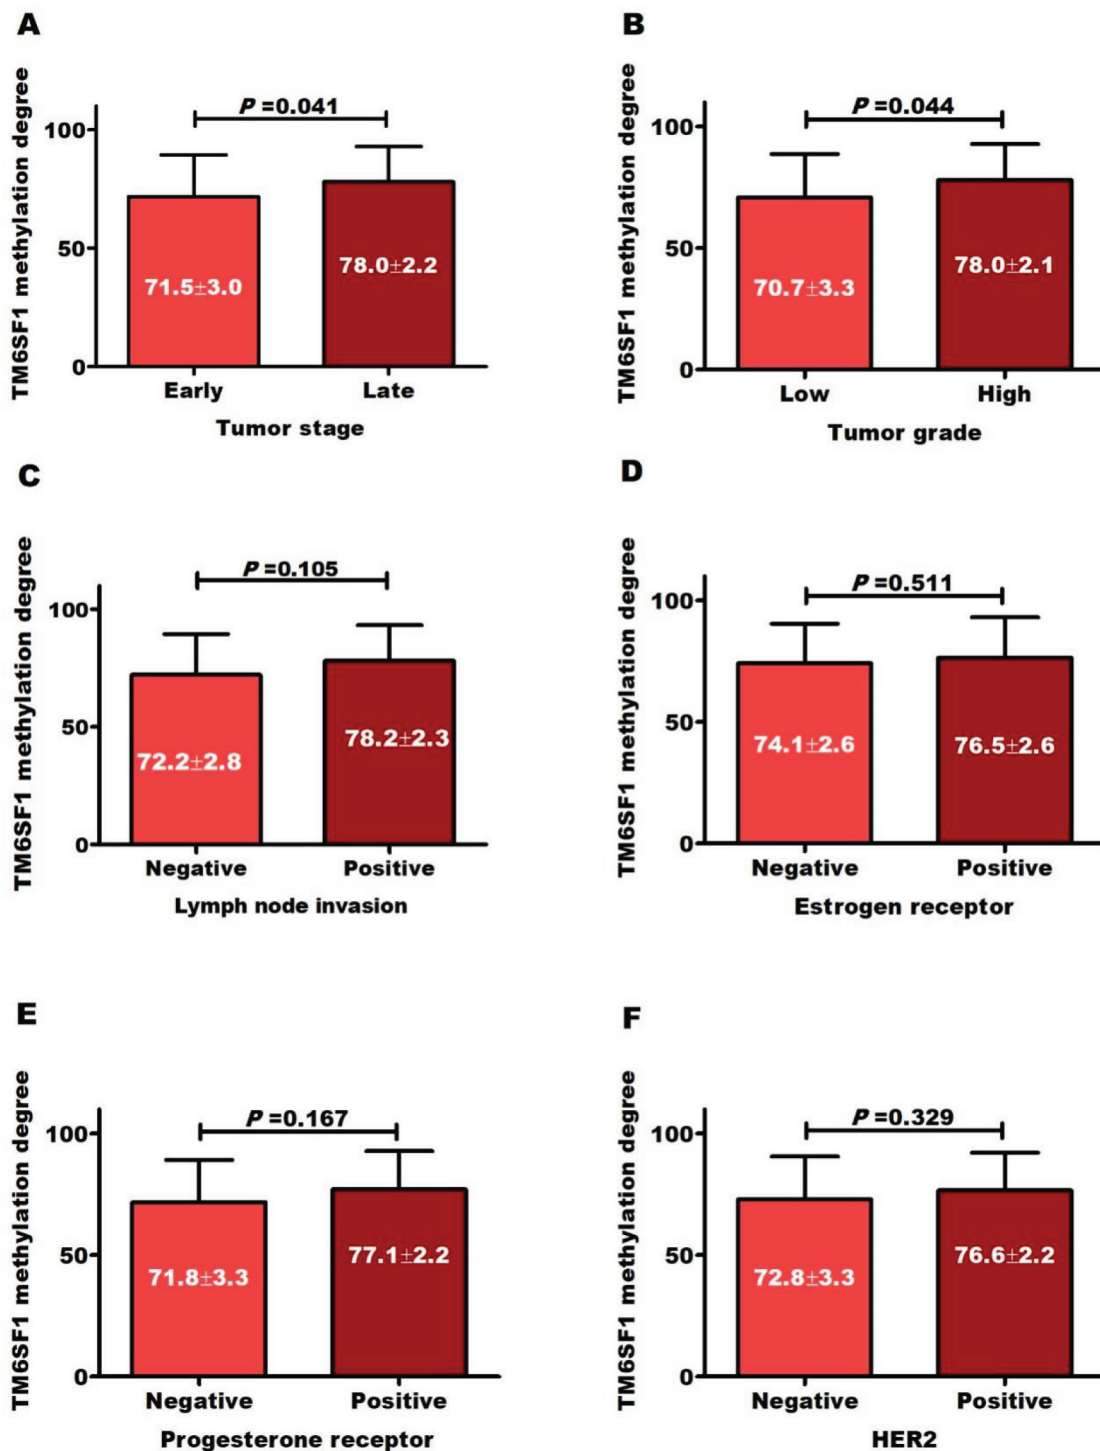 A
TM6SF1 methylation degree
P =0.041
100
50
0
71.5±3.0
78.0±2.2
Early
Late
Tumor stage
B
TM6SF1 methylation degree
P =0.044
100
50
0
70.7±3.3
78.0±2.1
Low
High
Tumor grade
C
TM6SF1 methylation degree
P =0.105
100
50
0
72.2±2.8
78.2±2.3
Negative
Positive
Lymph node invasion
D
TM6SF1 methylation degree
P =0.511
100
50
0
74.1±2.6
76.5±2.6
Negative
Positive
Estrogen receptor
E
TM6SF1 methylation degree
P =0.167
100
50
0
71.8±3.3
77.1±2.2
Negative
Positive
Progesterone receptor
F
TM6SF1 methylation degree
P =0.329
100
50
0
72.8±3.3
76.6±2.2
Negative
Positive
HER2